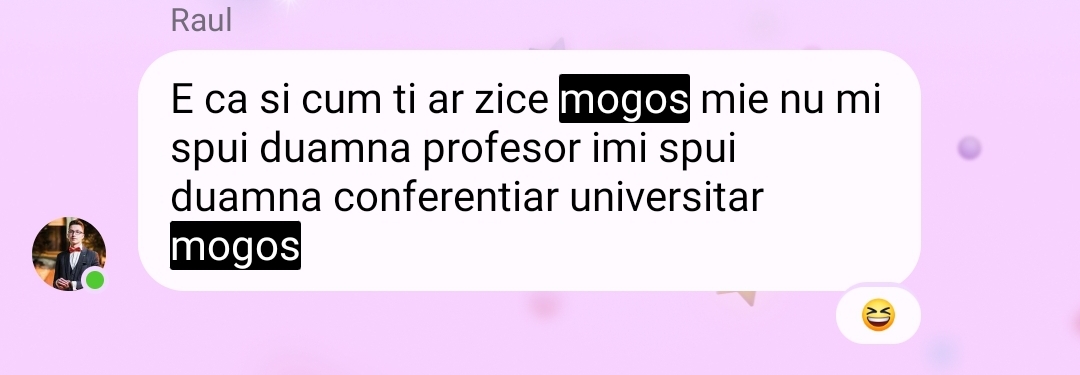 Raul
E ca si cum ti ar zice mogos mie nu mi
spui duamna profesor imi spui
duamna conferentiar universitar
mogos